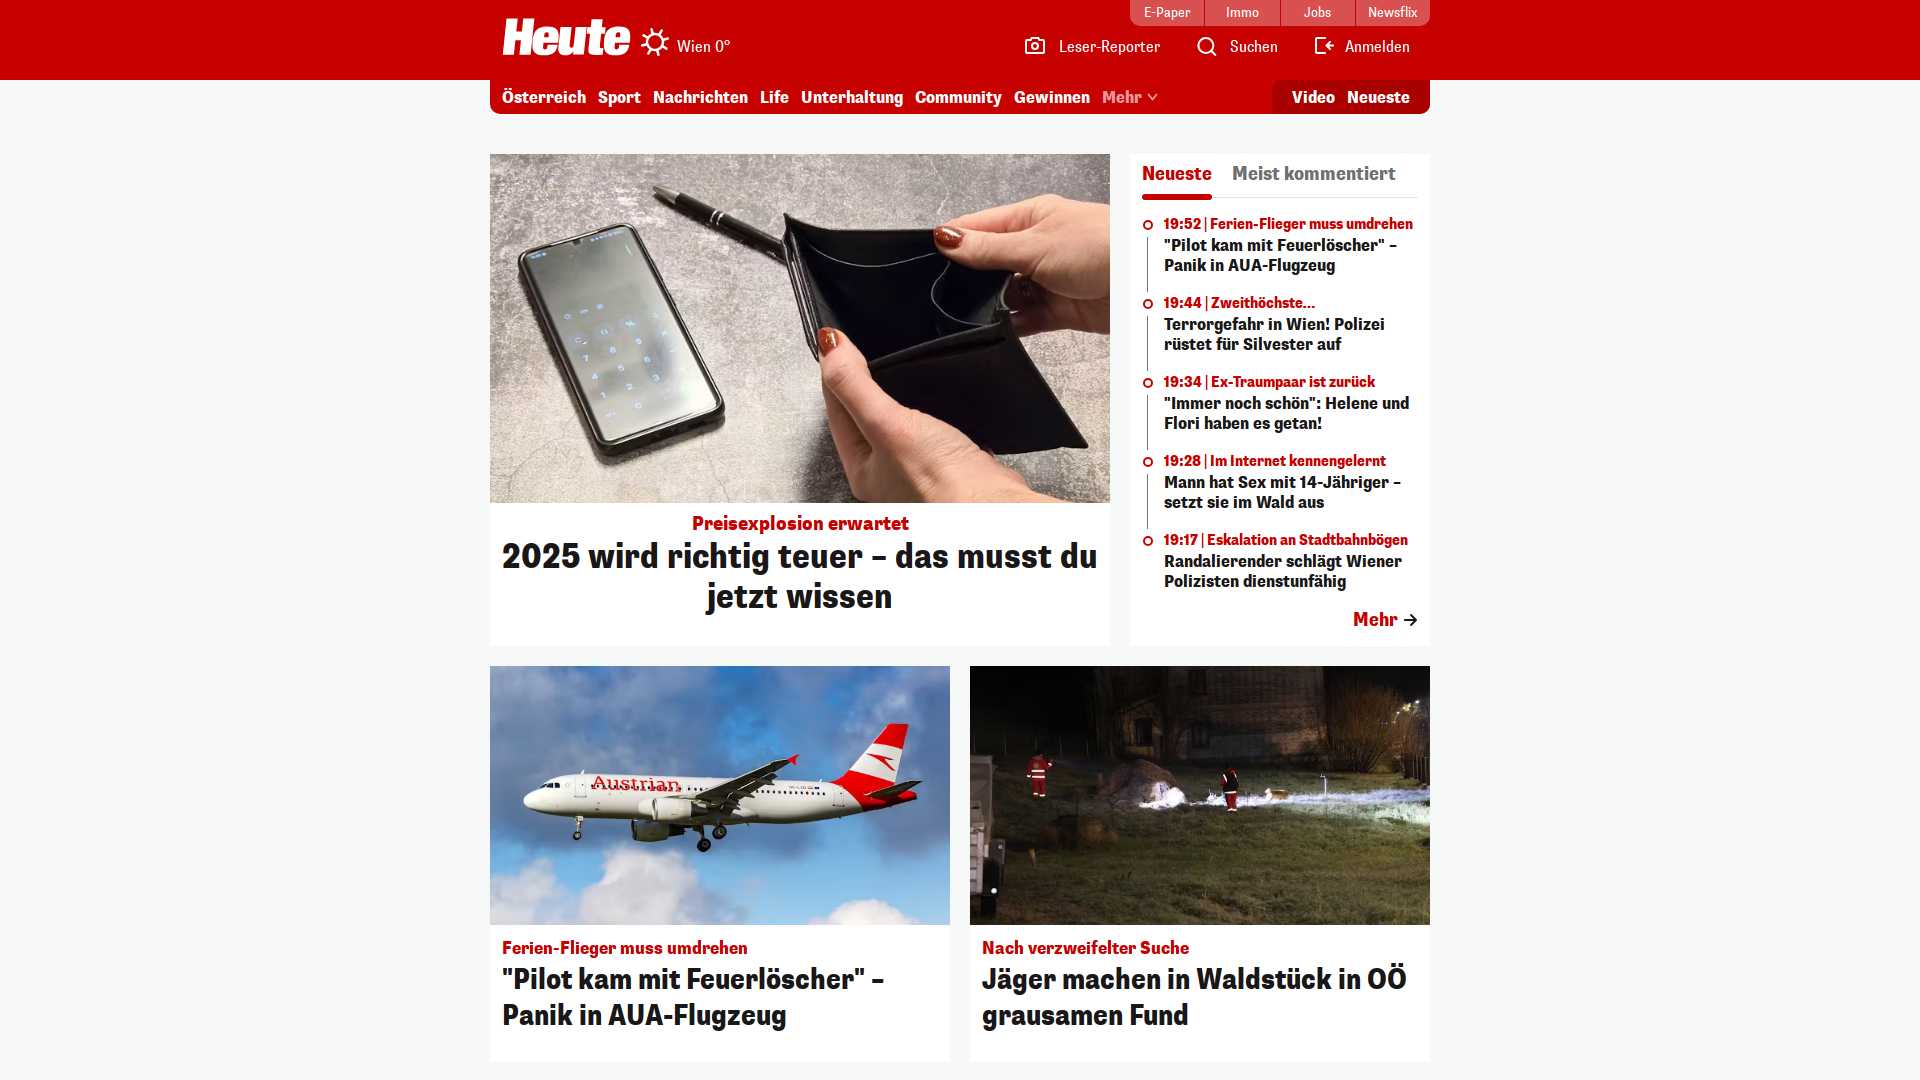 E-Paper
Immo
Jobs
Newsflix
Heute
Wien 0°
Leser-Reporter
Suchen
Anmelden
Österreich
Sport
Nachrichten
Life
Unterhaltung
Community
Gewinnen
Mehr
Video
Neueste
Preisexplosion erwartet
2025 wird richtig teuer – das musst du
jetzt wissen
Neueste
Meist kommentiert
19:52 | Ferien-Flieger muss umdrehen
"Pilot kam mit Feuerlöscher" –
Panik in AUA-Flugzeug
19:44 | Zweithöchste...
Terrorgefahr in Wien! Polizei
rüstet für Silvester auf
19:34 | Ex-Traumpaar ist zurück
"Immer noch schön": Helene und
Flori haben es getan!
19:28 | Im Internet kennengelernt
Mann hat Sex mit 14-Jähriger –
setzt sie im Wald aus
19:17 | Eskalation an Stadtbahnbögen
Randalierender schlägt Wiener
Polizisten dienstunfähig
Mehr
Austrian
Ferien-Flieger muss umdrehen
"Pilot kam mit Feuerlöscher" –
Panik in AUA-Flugzeug
Nach verzweifelter Suche
Jäger machen in Waldstück in OÖ
grausamen Fund